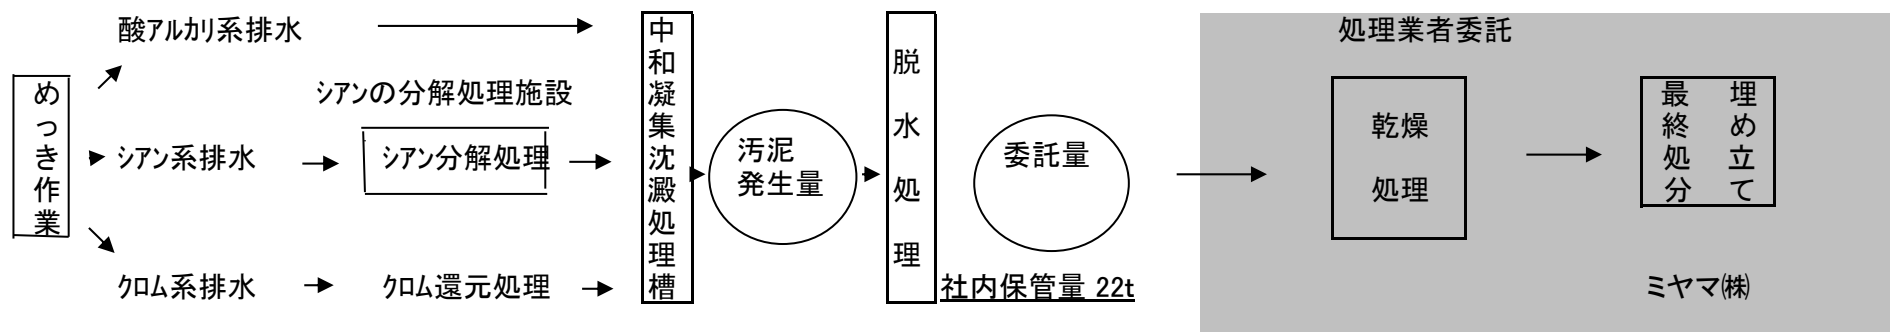 めっき作業
酸アルカリ系排水
シアン系排水
クロム系排水
シアンの分解処理施設
シアン分解処理
クロム還元処理
中和凝集沈澱処理槽
汚泥
発生量
脱水処理
委託量
社内保管量 22t
処理業者委託
乾燥
処理
埋め立て
最終処分
ミヤマ㈱